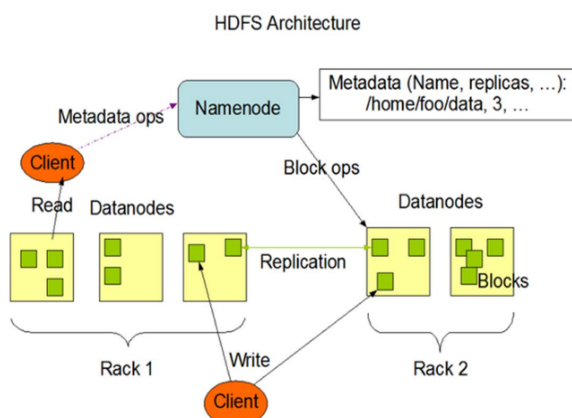 HDFS Architecture
Metadata (Name, replicas, ...):
/home/foo/data, 3, ...
Namenode
Metadata ops
Client
Block ops
Read
Datanodes
Datanodes
Replication
Blocks
Rack 1
Write
Rack 2
Client